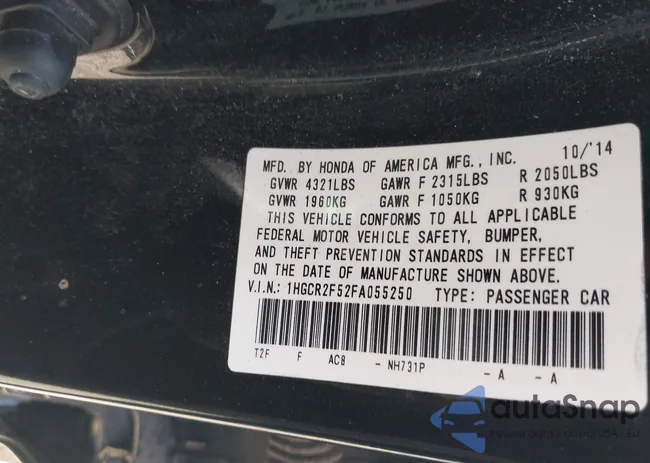 MFD. BY HONDA OF AMERICA MFG., INC. 10/'14
GVWR 4321LBS GAWR F 2315LBS R 2050LBS
GVWR 1960KG GAWR F 1050KG R 930KG
THIS VEHICLE CONFORMS TO ALL APPLICABLE
FEDERAL MOTOR VEHICLE SAFETY, BUMPER,
AND THEFT PREVENTION STANDARDS IN EFFECT
ON THE DATE OF MANUFACTURE SHOWN ABOVE.
V.I.N.: 1HGCR2F52FA055250 TYPE: PASSENGER CAR
T2F F AC8 - NH731P - A - A
autaSnap